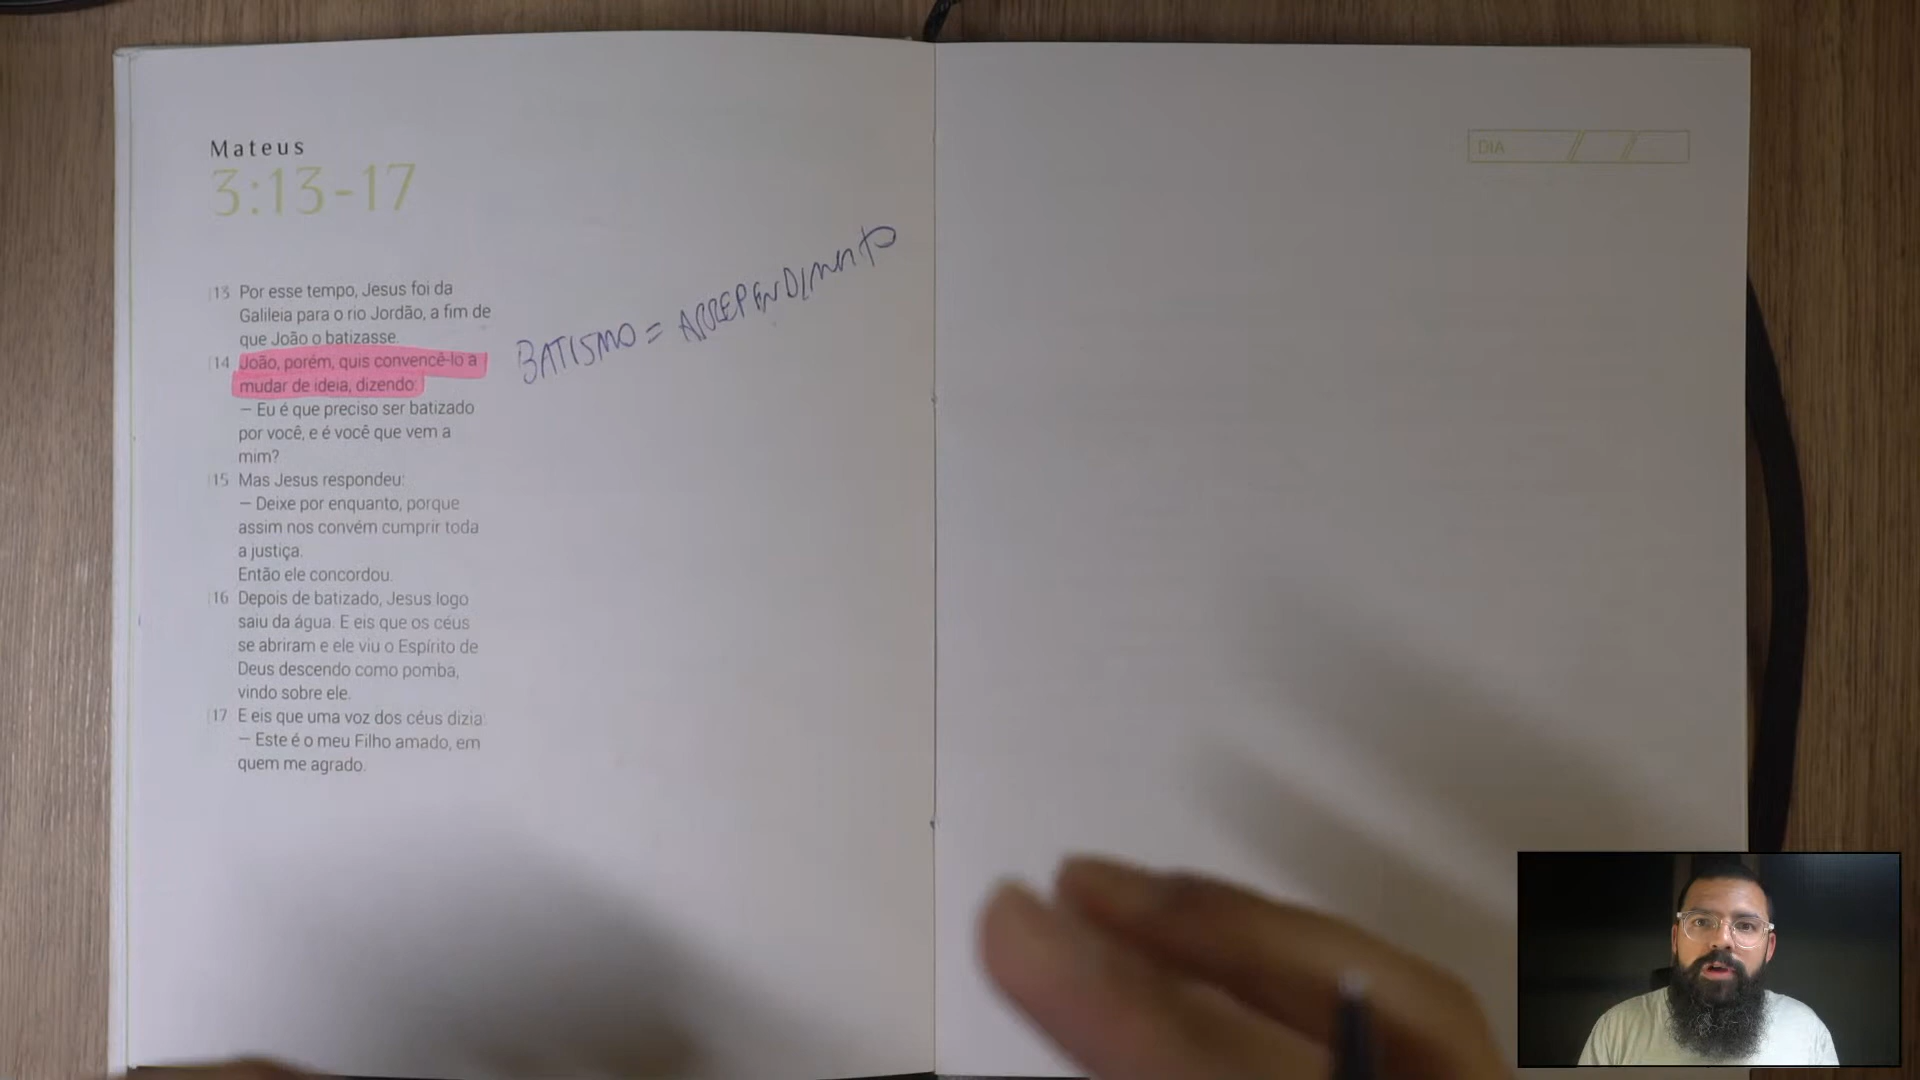 Mateus
3:13-17
DIA
BATISMO = ARREPENDIMENTO
13 Por esse tempo, Jesus foi da
Galileia para o rio Jordão, a fim de
que João o batizasse.
14 João, porém, quis convencê-lo a
mudar de ideia, dizendo:
— Eu é que preciso ser batizado
por você, e é você que vem a
mim?
15 Mas Jesus respondeu:
— Deixe por enquanto, porque
assim nos convém cumprir toda
a justiça.
Então ele concordou.
16 Depois de batizado, Jesus logo
saiu da água. E eis que os céus
se abriram e ele viu o Espírito de
Deus descendo como pomba,
vindo sobre ele.
17 E eis que uma voz dos céus dizia:
— Este é o meu Filho amado, em
quem me agrado.